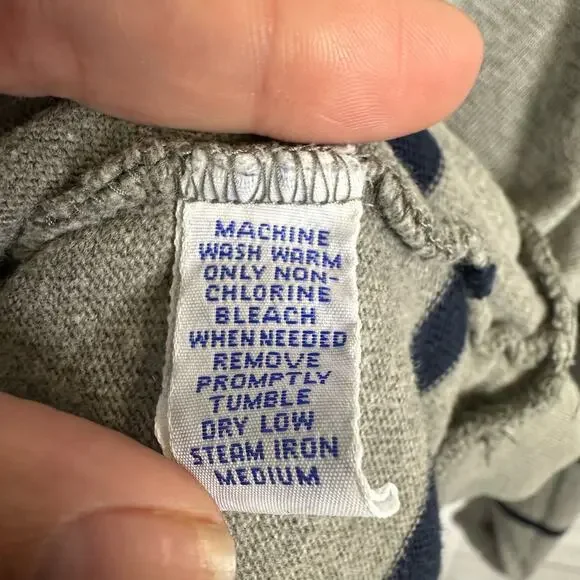 MACHINE
WASH WARM
ONLY NON-
CHLORINE
BLEACH
WHEN NEEDED
REMOVE
PROMPTLY
TUMBLE
DRY LOW
STEAM IRON
MEDIUM